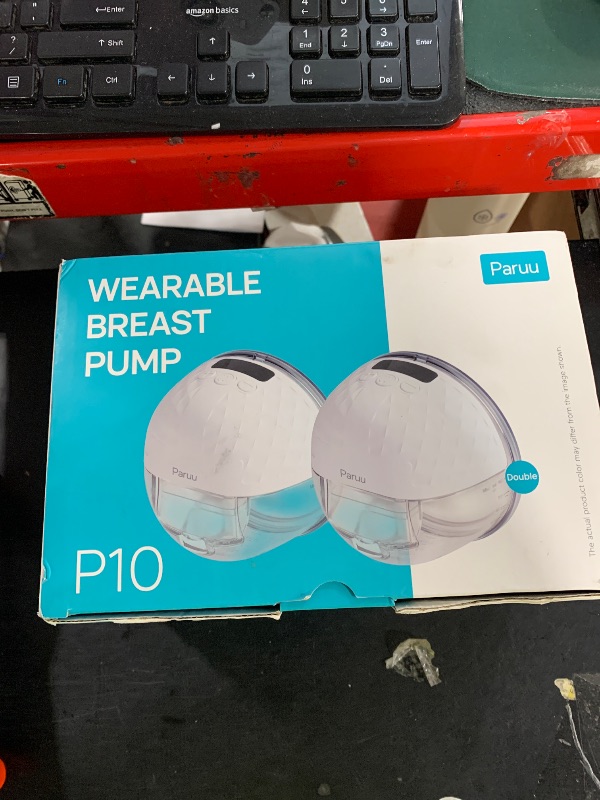 amazon basics
Enter
Shift
Fn
Ctrl
4
1
End
2
3
PgDn
Enter
0
Ins
.
Del
?
/
Paruu
WEARABLE
BREAST
PUMP
Paruu
Paruu
Double
P10
The actual product color may differ from the image shown